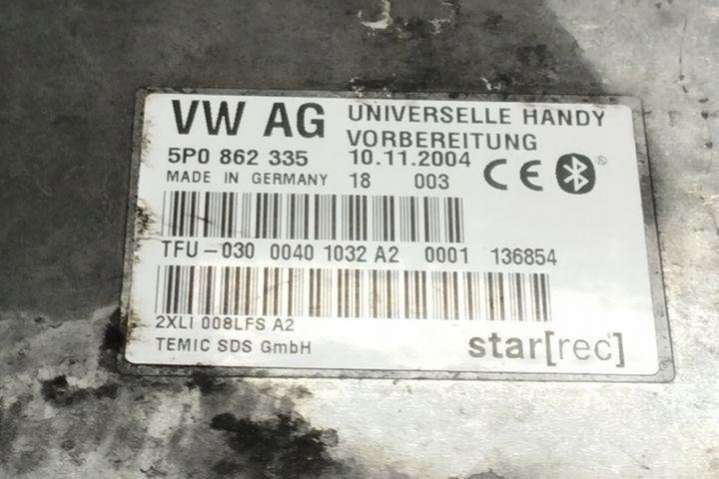 VW AG UNIVERSELLE HANDY
VORBEREITUNG
5P0 862 335 10.11.2004 CE
MADE IN GERMANY 18 003
TFU-030 0040 1032 A2 0001 136854
2XLI 008LFS A2
TEMIC SDS GmbH star[rec]